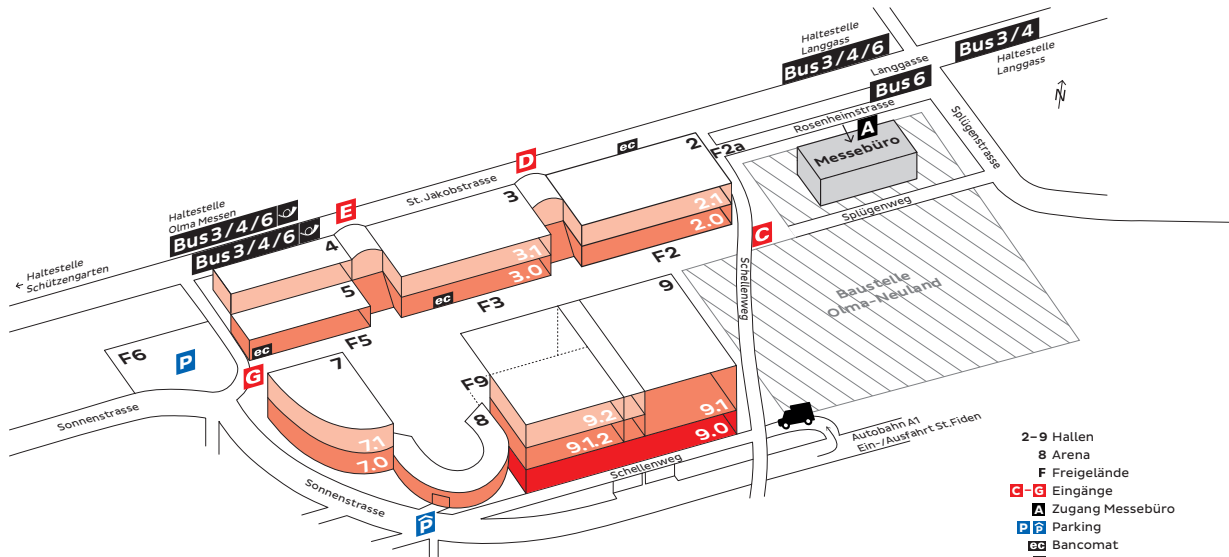 Haltestelle
Langgass
Bus 3/4/6
Bus 3/4
Haltestelle
Langgass
Langgasse
Bus 6
N
Rosenheimstrasse
A
Messebüro
Splügenstrasse
Splügenweg
ec
2
F2a
D
St. Jakobstrasse
3
2.1
2.0
E
Haltestelle
Olma Messen
Bus 3/4/6
Bus 3/4/6
4
3.1
3.0
F2
C
← Haltestelle
Schützengarten
5
ec
F3
9
Schellenweg
Baustelle
Olma-Neuland
F6
P
ec
F5
G
7
F9
8
Sonnenstrasse
7.1
7.0
9.2
9.1
9.1.2
9.0
Schellenweg
Autobahn A1
Ein-/Ausfahrt St. Fiden
Sonnenstrasse
P
2–9 Hallen
8 Arena
F Freigelände
C–G Eingänge
A Zugang Messebüro
P P Parking
ec Bancomat